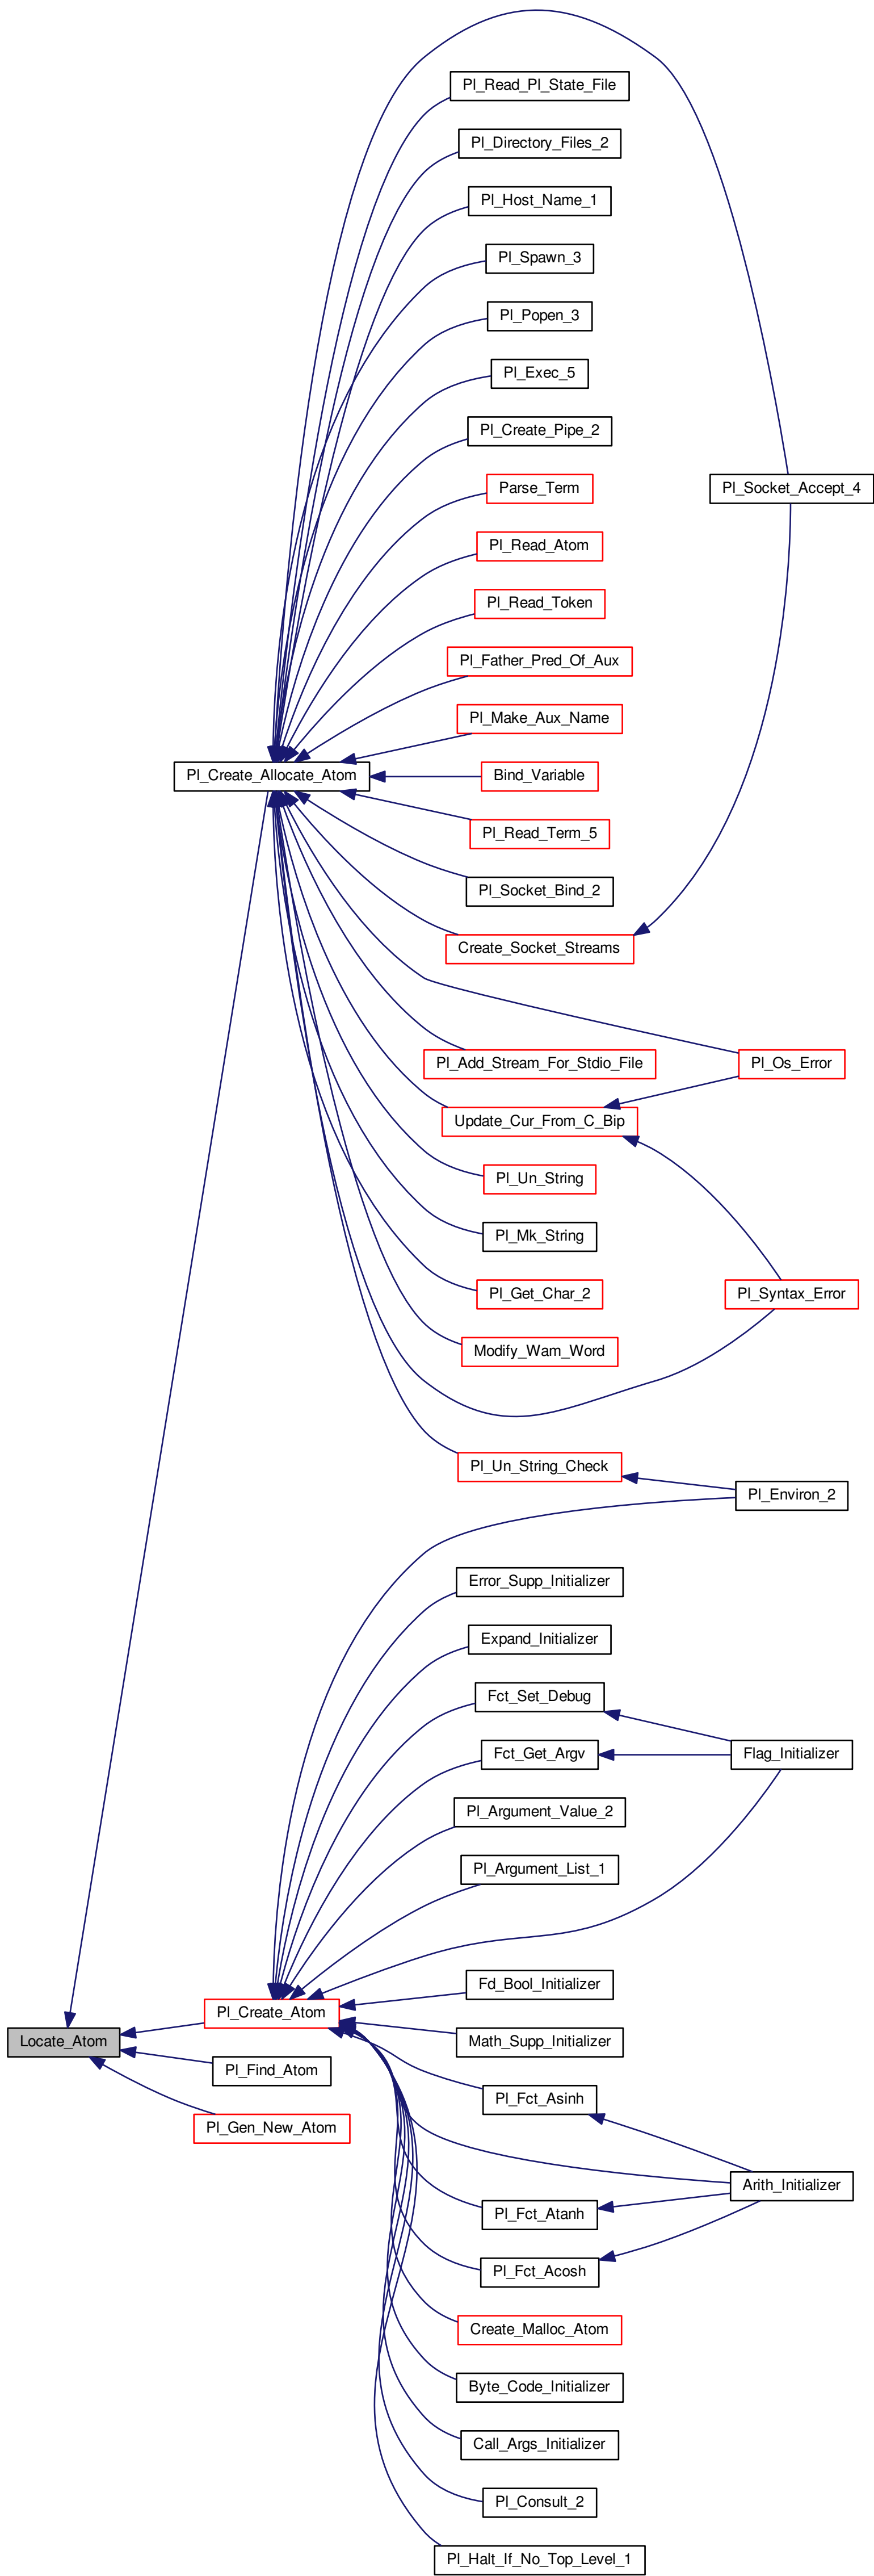 Pl_Read_Pl_State_File
Pl_Directory_Files_2
Pl_Host_Name_1
Pl_Spawn_3
Pl_Popen_3
Pl_Exec_5
Pl_Create_Pipe_2
Parse_Term
Pl_Socket_Accept_4
Pl_Read_Atom
Pl_Read_Token
Pl_Father_Pred_Of_Aux
Pl_Make_Aux_Name
Pl_Create_Allocate_Atom
Bind_Variable
Pl_Read_Term_5
Pl_Socket_Bind_2
Create_Socket_Streams
Pl_Add_Stream_For_Stdio_File
Pl_Os_Error
Update_Cur_From_C_Bip
Pl_Un_String
Pl_Mk_String
Pl_Get_Char_2
Pl_Syntax_Error
Modify_Wam_Word
Pl_Un_String_Check
Pl_Environ_2
Error_Supp_Initializer
Expand_Initializer
Fct_Set_Debug
Fct_Get_Argv
Flag_Initializer
Pl_Argument_Value_2
Pl_Argument_List_1
Fd_Bool_Initializer
Pl_Create_Atom
Locate_Atom
Math_Supp_Initializer
Pl_Find_Atom
Pl_Fct_Asinh
Pl_Gen_New_Atom
Arith_Initializer
Pl_Fct_Atanh
Pl_Fct_Acosh
Create_Malloc_Atom
Byte_Code_Initializer
Call_Args_Initializer
Pl_Consult_2
Pl_Halt_If_No_Top_Level_1